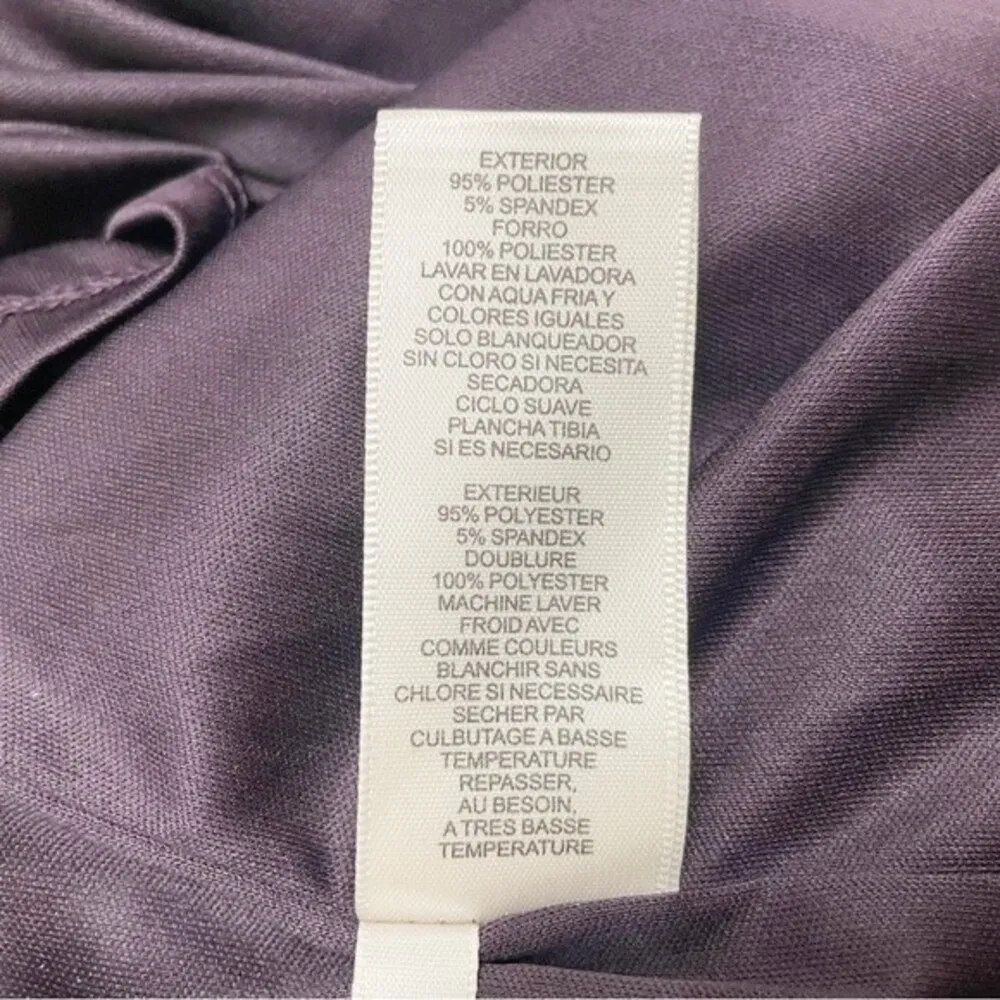 EXTERIOR
95% POLIESTER
5% SPANDEX
FORRO
100% POLIESTER
LAVAR EN LAVADORA
CON AQUA FRIA Y
COLORES IGUALES
SOLO BLANQUEADOR
SIN CLORO SI NECESITA
SECADORA
CICLO SUAVE
PLANCHA TIBIA
SI ES NECESARIO
EXTERIEUR
95% POLYESTER
5% SPANDEX
DOUBLURE
100% POLYESTER
MACHINE LAVER
FROID AVEC
COMME COULEURS
BLANCHIR SANS
CHLORE SI NECESSAIRE
SECHER PAR
CULBUTAGE A BASSE
TEMPERATURE
REPASSER,
AU BESOIN,
A TRES BASSE
TEMPERATURE